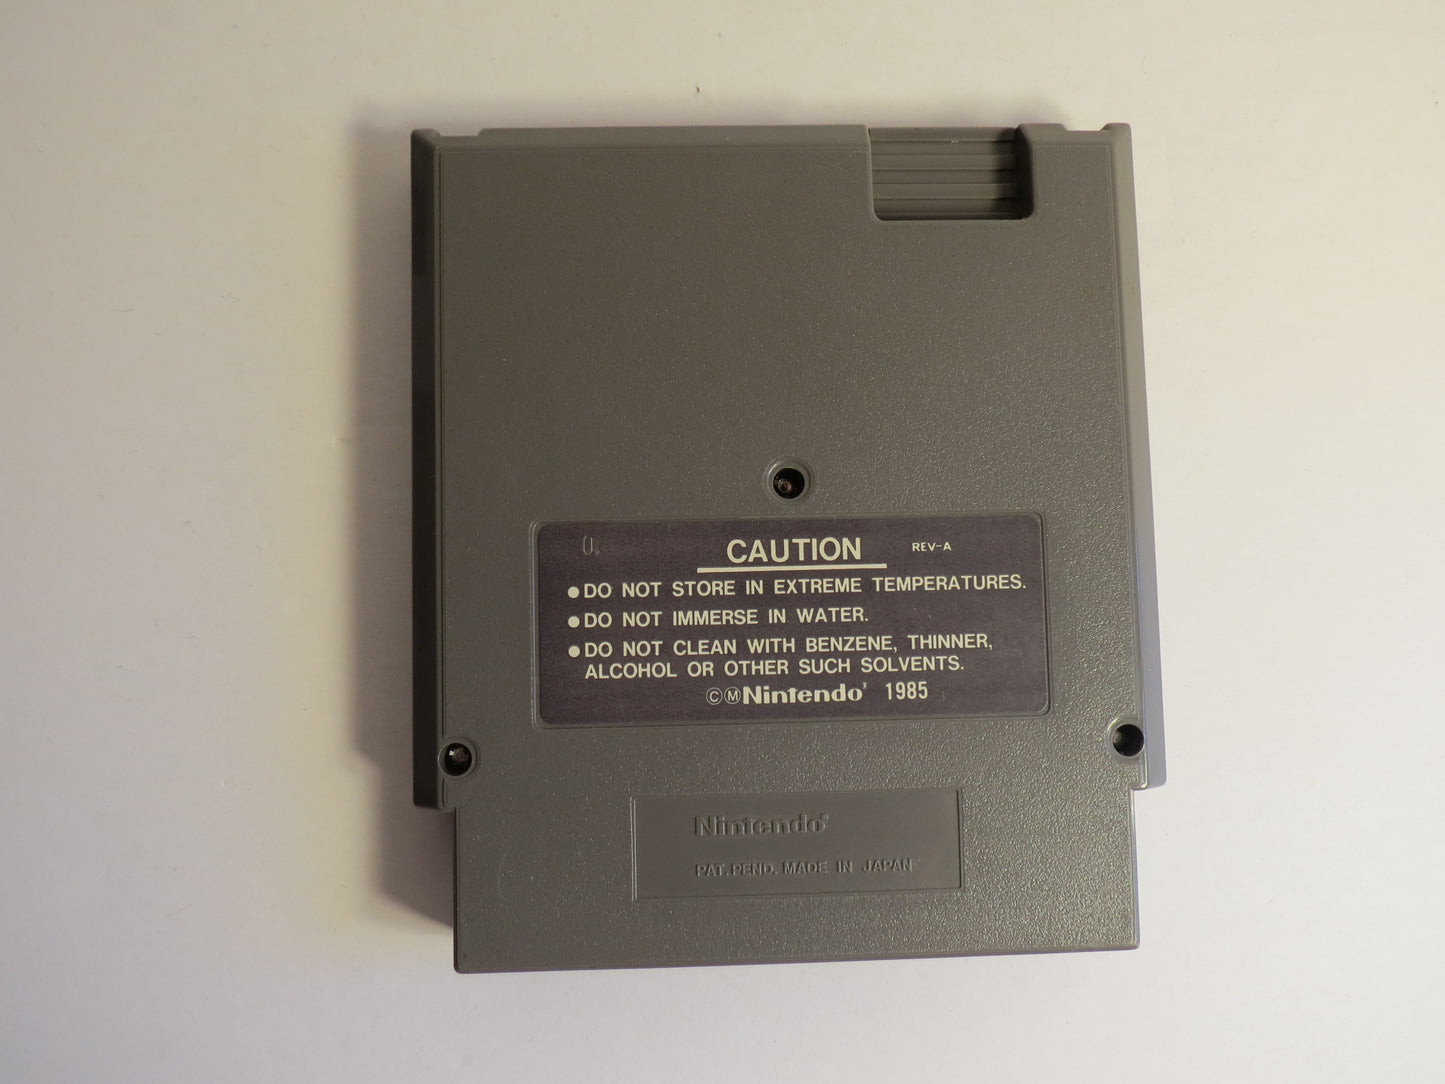 CAUTION REV-A
●DO NOT STORE IN EXTREME TEMPERATURES.
●DO NOT IMMERSE IN WATER.
●DO NOT CLEAN WITH BENZENE, THINNER,
ALCOHOL OR OTHER SUCH SOLVENTS.
ⒸⓂNintendo 1985
Nintendo®
PAT. PEND. MADE IN JAPAN